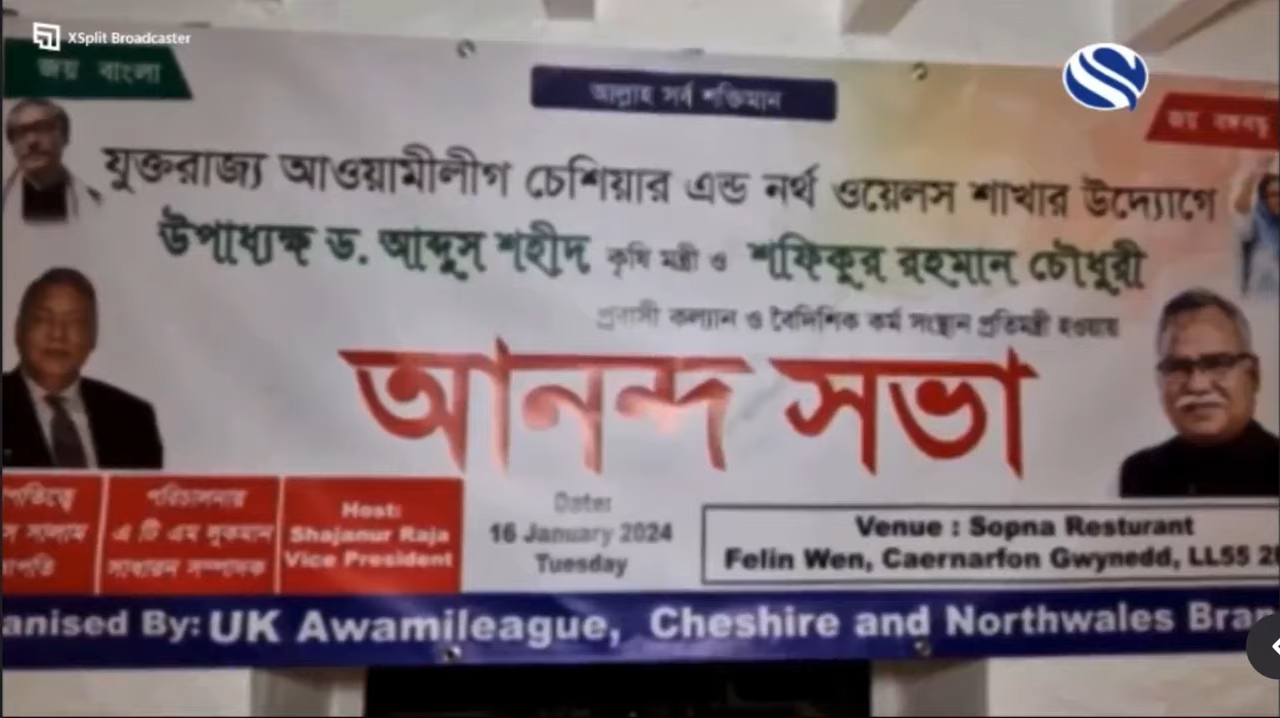 XSplit Broadcaster
জয় বাংলা
আল্লাহ সর্ব শক্তিমান
জয় বঙ্গবন্ধু
যুক্তরাজ্য আওয়ামীলীগ চেশিয়ার এন্ড নর্থ ওয়েলস শাখার উদ্যোগে
উপাধ্যক্ষ ড. আব্দুস শহীদ কৃষি মন্ত্রী ও শফিকুর রহমান চৌধুরী
প্রবাসী কল্যান ও বৈদিশিক কর্ম সংস্থান প্রতিমন্ত্রী হওয়ায়
আনন্দ সভা
সালাম
পরিচালনায়
এ টি এম লুকমান
সাধারন সম্পাদক
Host:
Shajanur Raja
Vice President
Date:
16 January 2024
Tuesday
Venue : Sopna Resturant
Felin Wen, Caernarfon Gwynedd, LL55
anised By: UK Awamileague, Cheshire and Northwales Bran